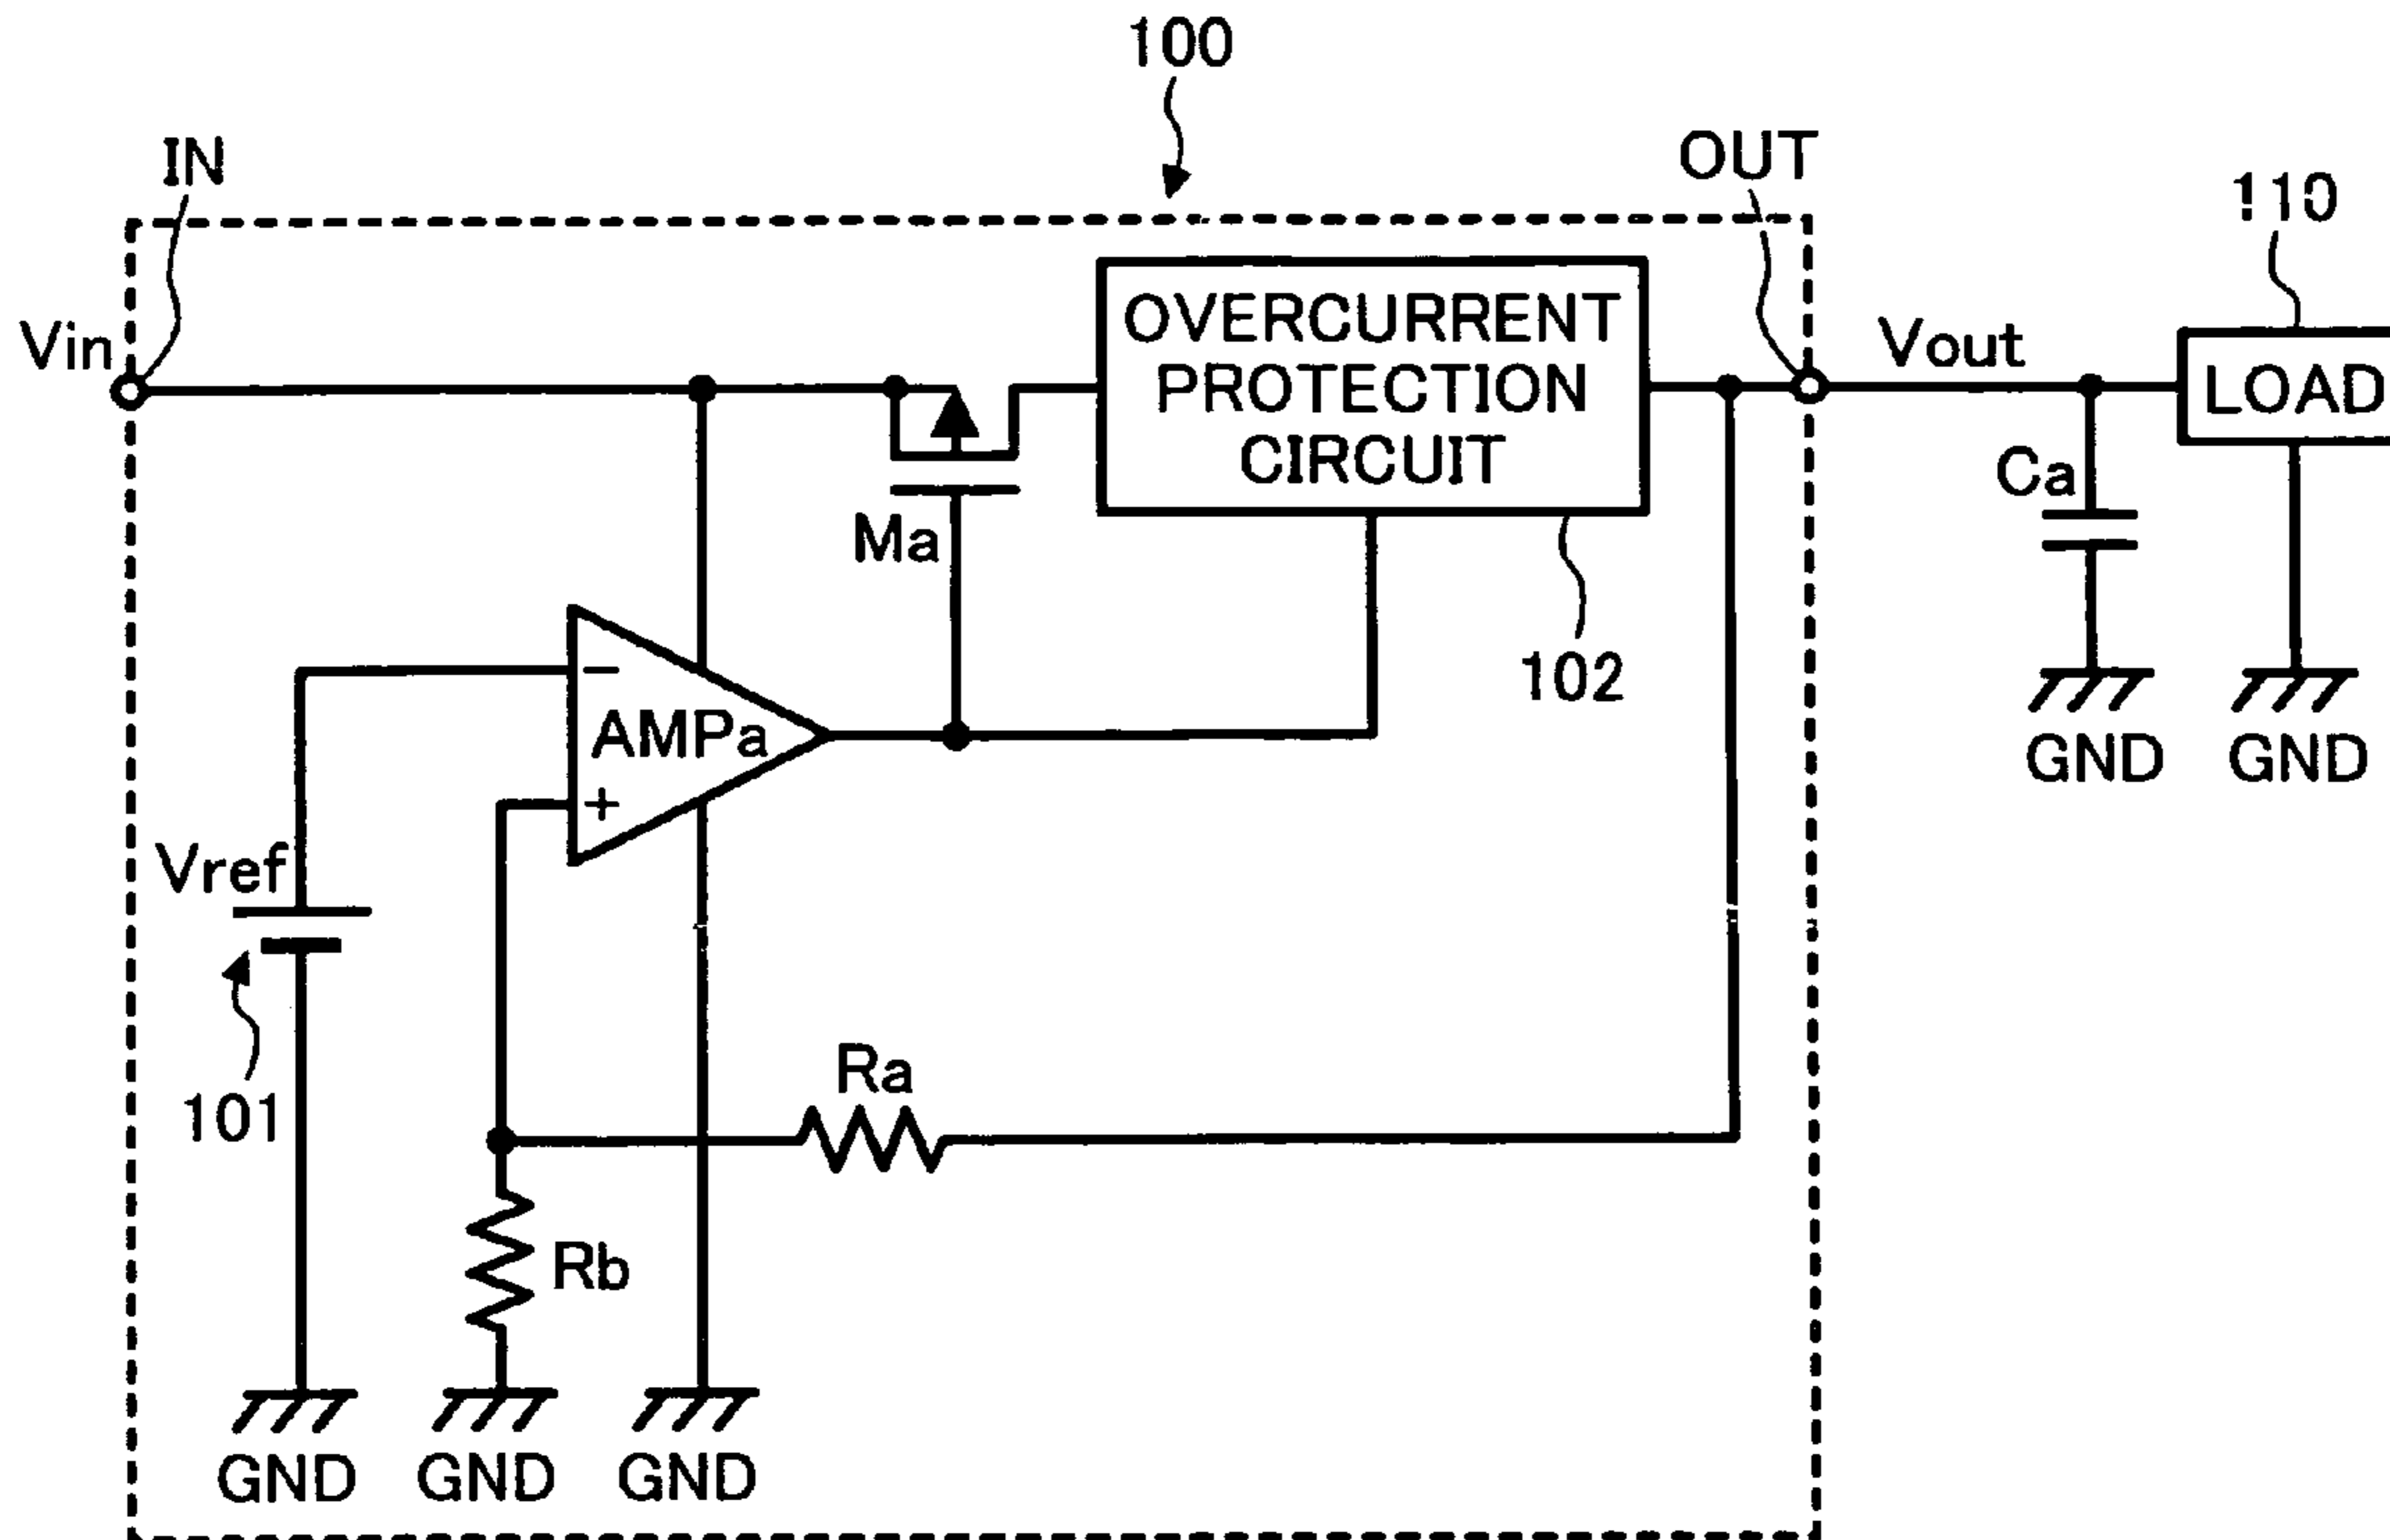 100
IN
OUT
110
Vin
OVERCURRENT
PROTECTION
CIRCUIT
Vout
LOAD
Ca
Ma
102
−
AMPa
+
GND
GND
Vref
101
Ra
Rb
GND
GND
GND